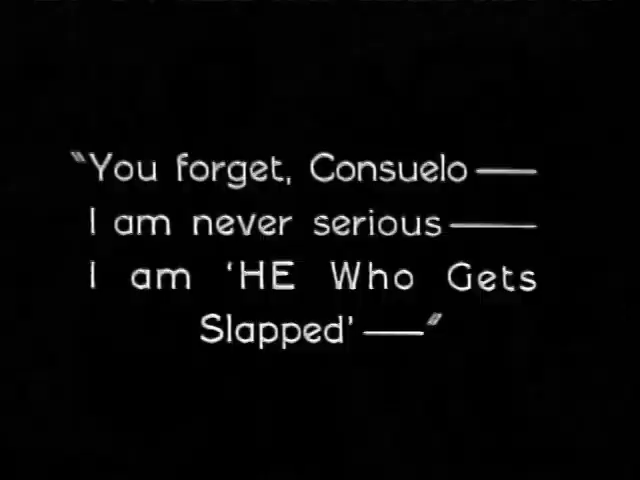 "You forget, Consuelo —
I am never serious —
I am 'HE Who Gets
Slapped' —"